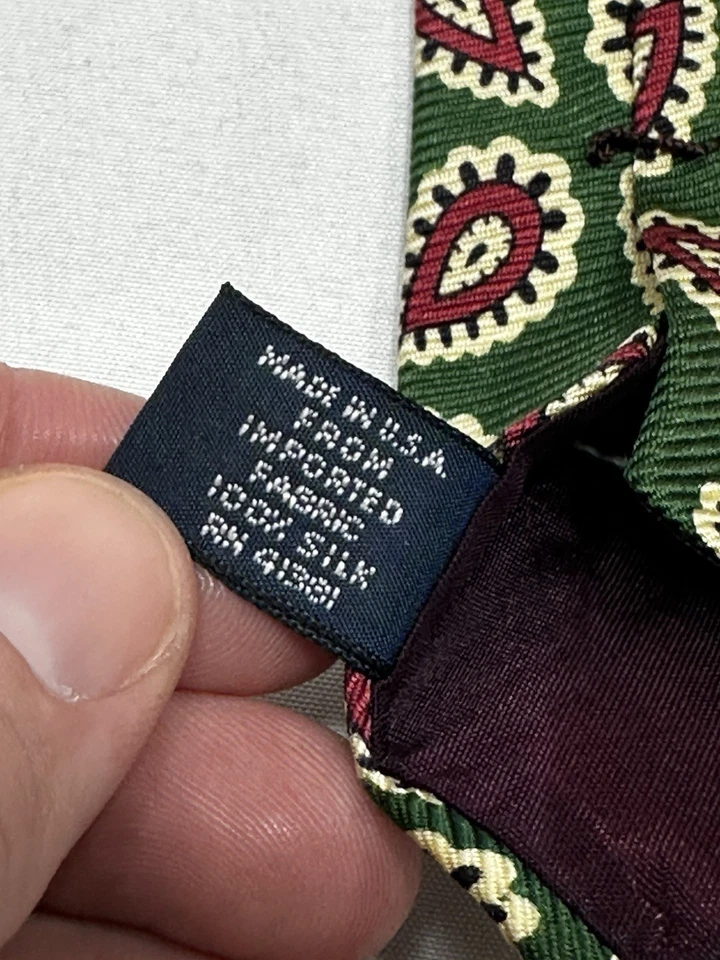 MADE IN U.S.A.
FROM
IMPORTED
FABRIC
100% SILK
RN 41381